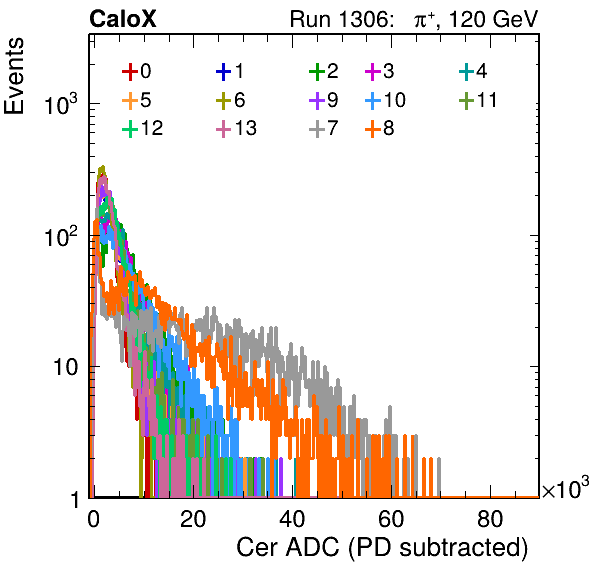 CaloX Run 1306: π⁺, 120 GeV
Events
0 1 2 3 4
5 6 9 10 11
12 13 7 8
10³
10²
10
1
0 20 40 60 80 ×10³
Cer ADC (PD subtracted)